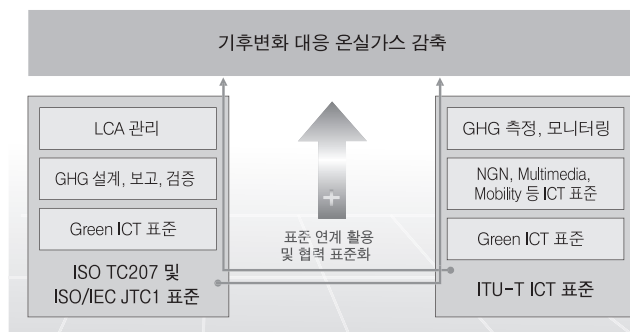 기후변화 대응 온실가스 감축
LCA 관리
GHG 설계, 보고, 검증
Green ICT 표준
ISO TC207 및
ISO/IEC JTC1 표준
+
표준 연계 활용
및 협력 표준화
GHG 측정, 모니터링
NGN, Multimedia,
Mobility 등 ICT 표준
Green ICT 표준
ITU-T ICT 표준